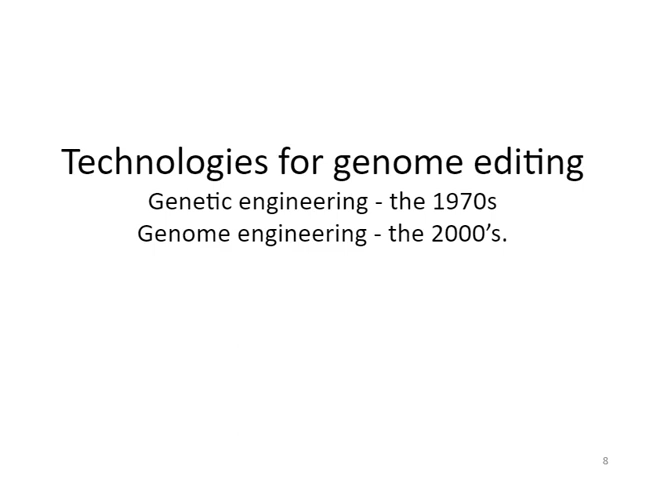 Technologies for genome editing
Genetic engineering - the 1970s
Genome engineering - the 2000’s.
8